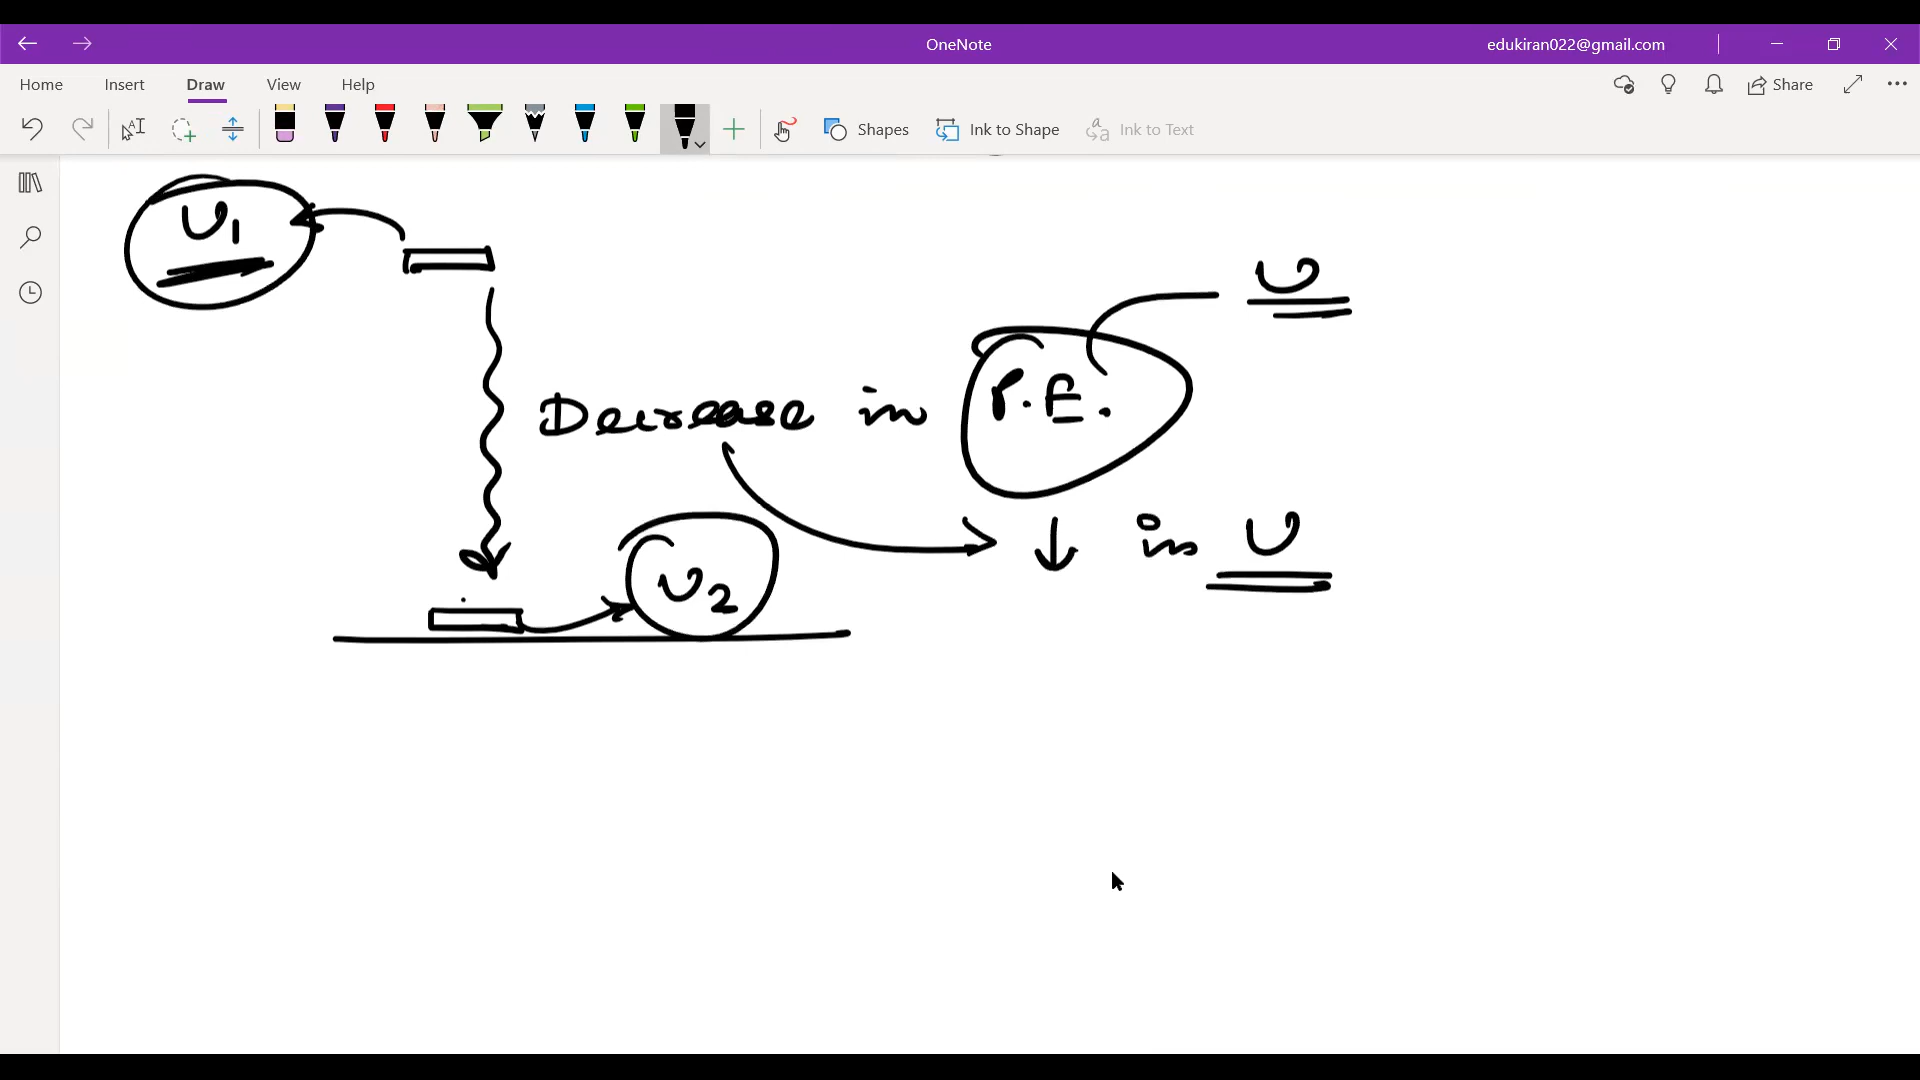 OneNote
edukiran022@gmail.com
Home Insert Draw View Help
Share
Shapes Ink to Shape Ink to Text
U1
U
Decrease in P.E.
↓ in U
U2